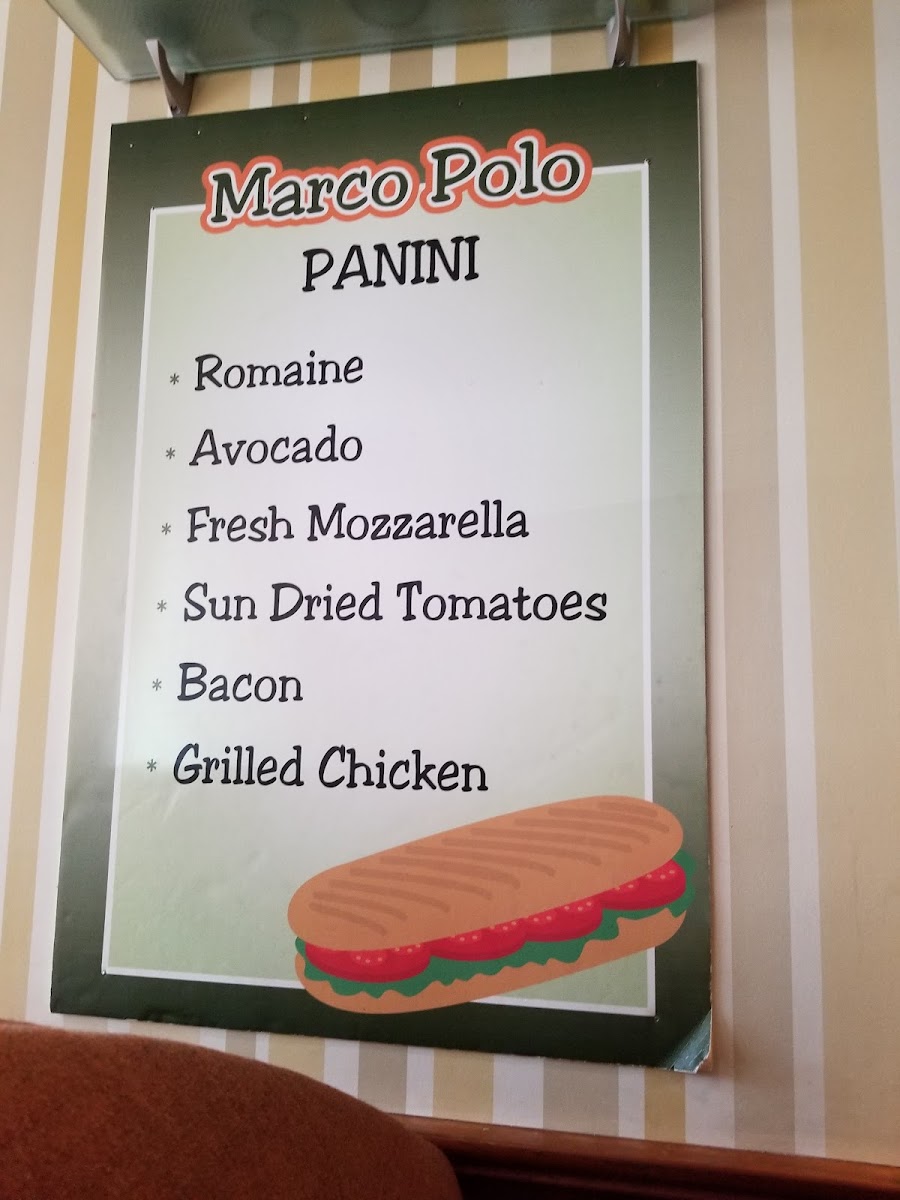 Marco Polo
PANINI
* Romaine
* Avocado
* Fresh Mozzarella
* Sun Dried Tomatoes
* Bacon
* Grilled Chicken